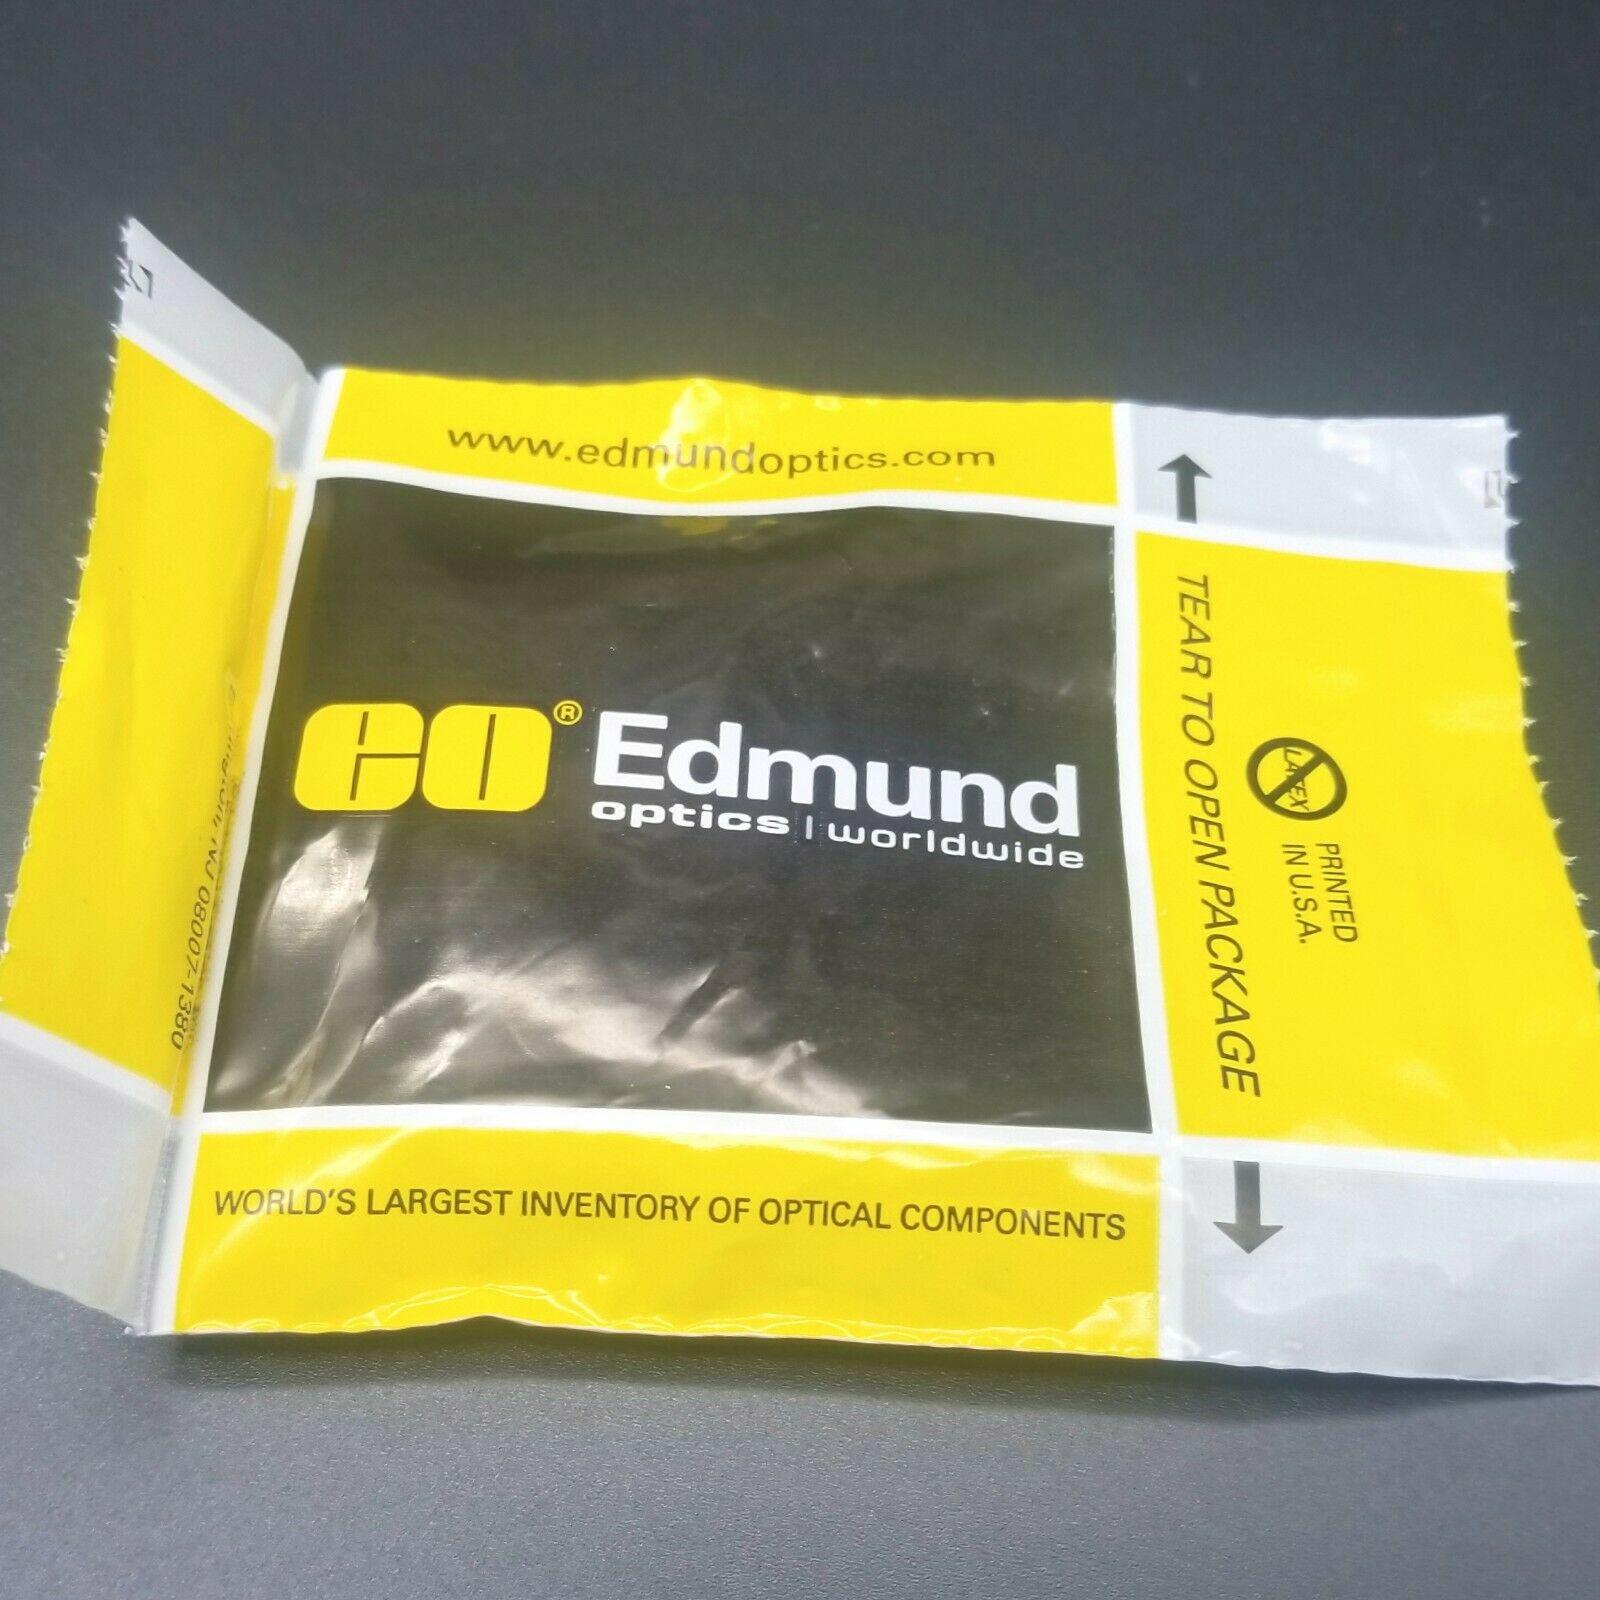 www.edmundoptics.com
eo® Edmund
optics | worldwide
WORLD'S LARGEST INVENTORY OF OPTICAL COMPONENTS
TEAR TO OPEN PACKAGE
LATEX
PRINTED
IN U.S.A.
NJ 08007-1380